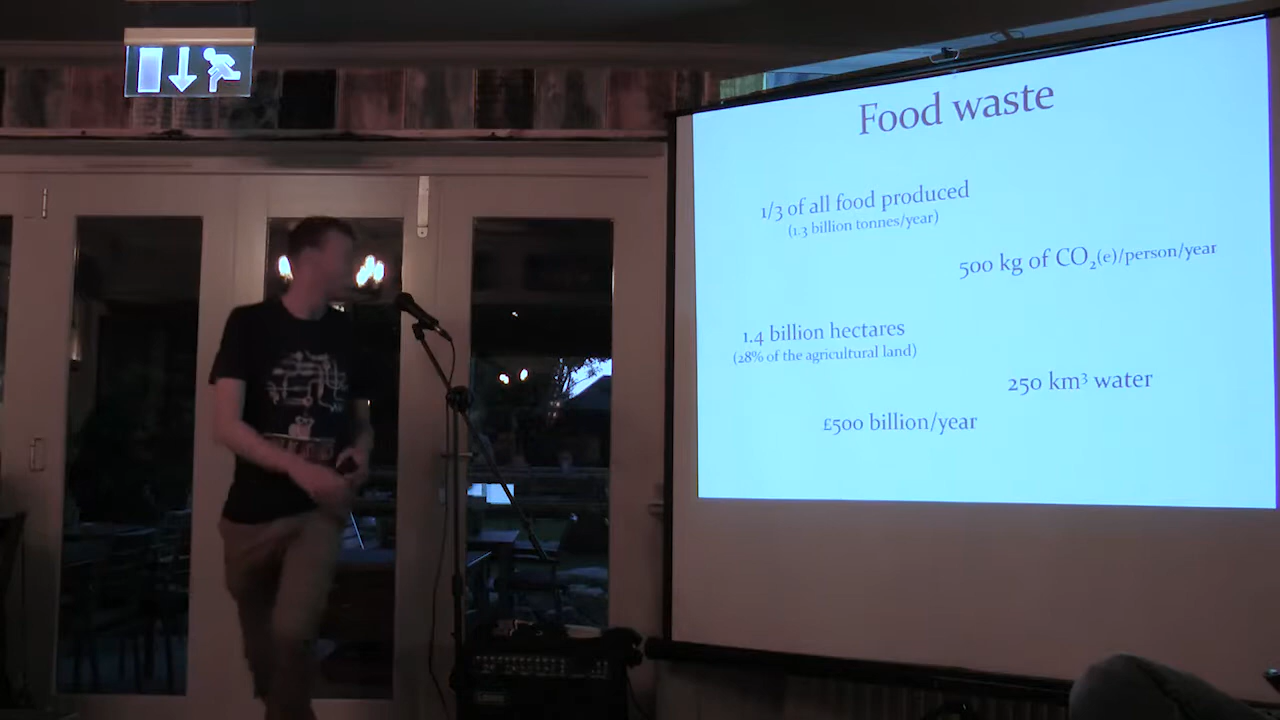 Food waste
1/3 of all food produced
(1.3 billion tonnes/year)
500 kg of CO₂(e)/person/year
1.4 billion hectares
(28% of the agricultural land)
250 km³ water
£500 billion/year